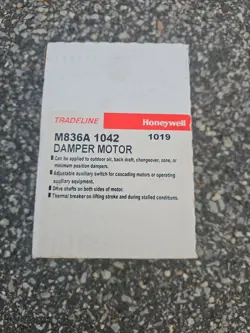 TRADELINE Honeywell
M836A 1042 1019
DAMPER MOTOR
• Can be applied to outdoor air, back draft, changeover, zone, or
minimum position dampers.
• Adjustable auxiliary switch for cascading motors or operating
auxiliary equipment.
• Drive shafts on both sides of motor.
• Thermal breaker on lifting stroke and during stalled conditions.